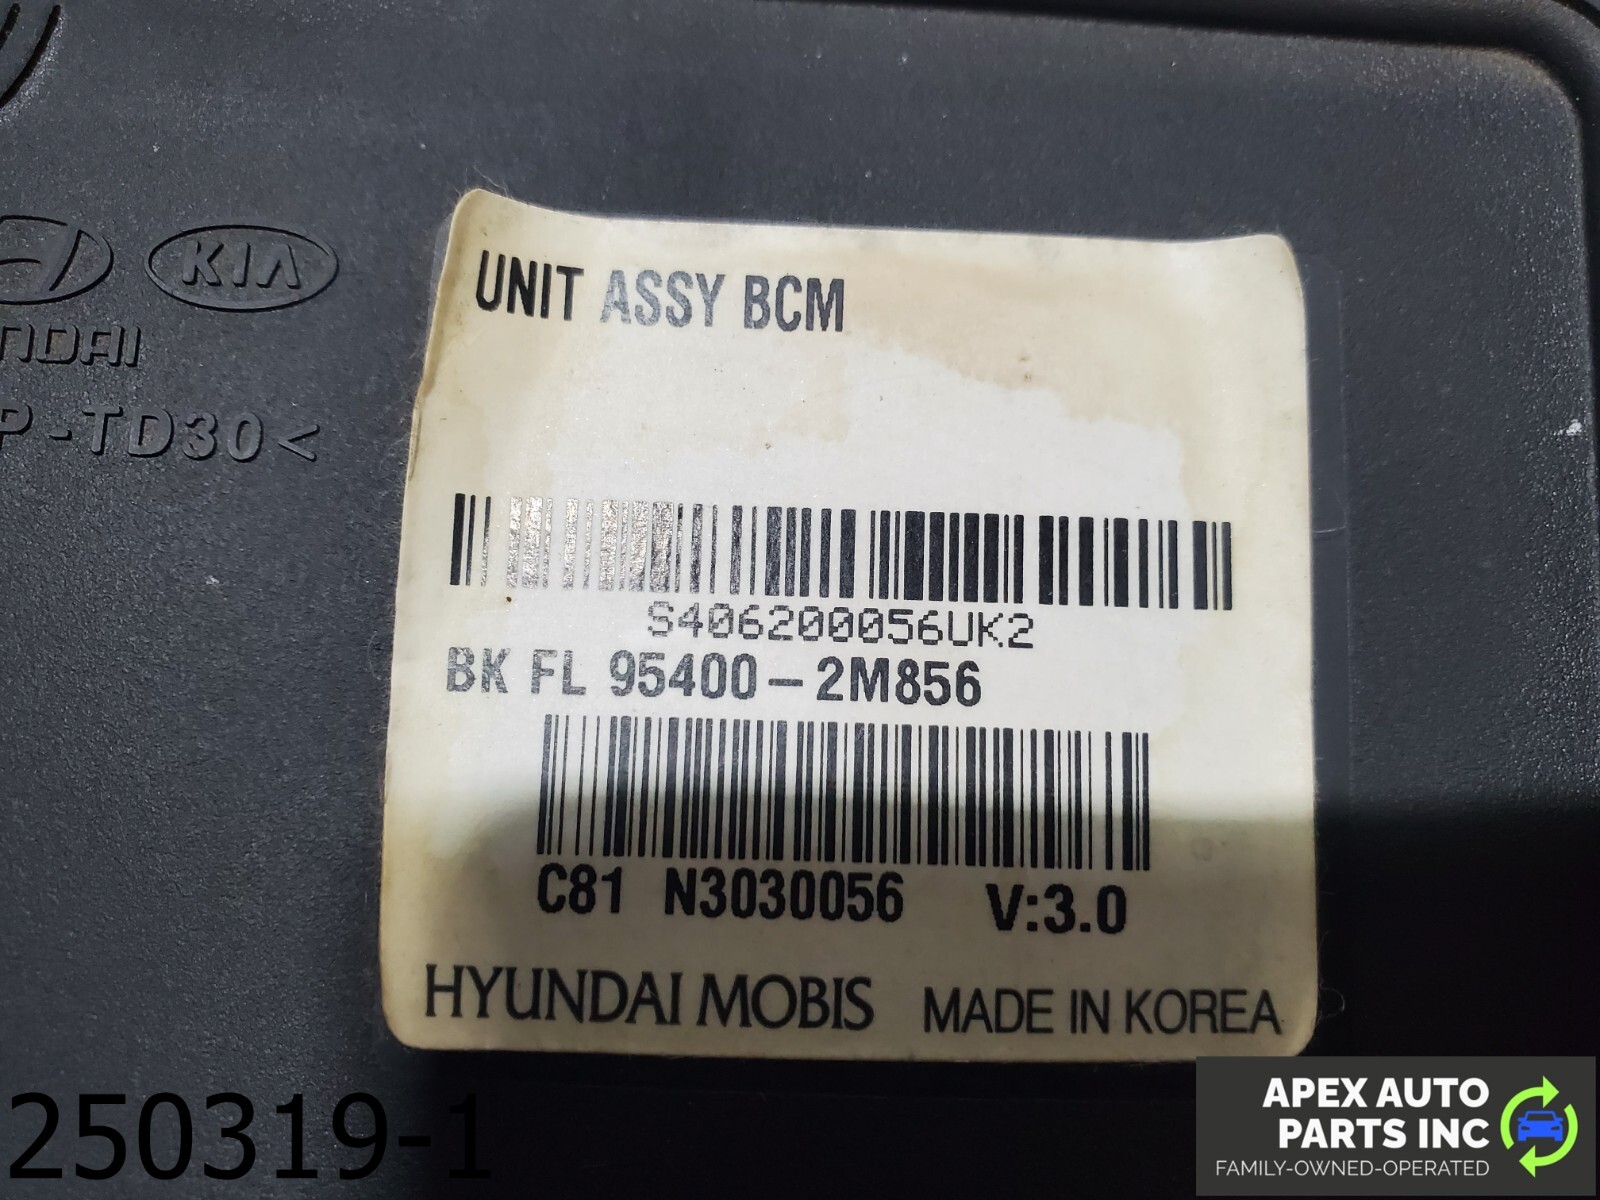 KIA
UNIT ASSY BCM
P-TD30<
S406200056UK2
BK FL 95400-2M856
C81 N3030056 V:3.0
HYUNDAI MOBIS MADE IN KOREA
250319-1
APEX AUTO
PARTS INC
FAMILY-OWNED-OPERATED